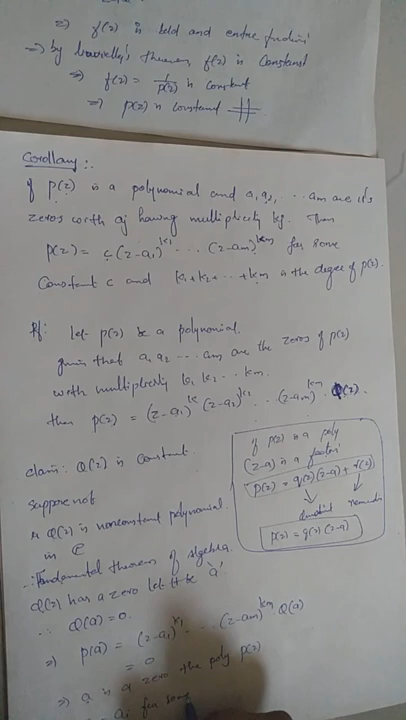 ⇒ f(z) is bdd and entire function
⇒ by Liouville's theorem f(z) is constant
⇒ f(z) = 1/p(z) is constant
⇒ p(z) is constant #
Corollary:
If p(z) is a polynomial and a₁, a₂, ... am are its
zeros with aj having multiplicity kj. Then
p(z) = c (z-a₁)^k₁ ... (z-am)^km for some
Constant c and k₁+k₂+...+km is the degree of p(z).
Pf: Let p(z) be a polynomial.
given that a₁ a₂ ... am are the zeros of p(z)
with multiplicity k₁ k₂ ... km.
then p(z) = (z-a₁)^k₁ (z-a₂)^k₂ ... (z-am)^km . Q(z).
claim: Q(z) is constant.
Suppose not
Q(z) is nonconstant polynomial.
in ℂ
∴ Fundamental theorem of algebra.
Q(z) has a zero let it be 'a'
∴ Q(a) = 0.
⇒ p(a) = (z-a₁)^k₁ ... (z-am)^km Q(a)
= 0
⇒ a is a zero the poly p(z)
ai for some
if p(z) is a poly
(z-a) is a factor
p(z) = q(z)(z-a) + r(z)
p(z) = q(z) (z-a)